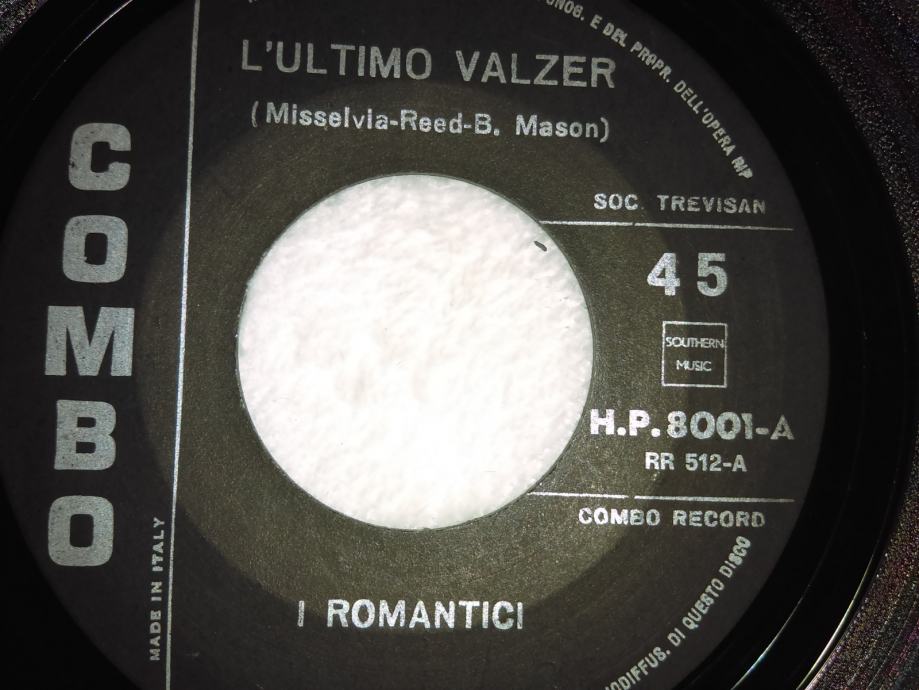 L'ULTIMO VALZER
(Misselvia-Reed-B. Mason)
E DEL PROPR. DELL'OPERA RIP
SOC. TREVISAN
45
SOUTHERN
MUSIC
H.P. 8001-A
RR 512-A
COMBO RECORD
COMBO
MADE IN ITALY
I ROMANTICI
DI QUESTO DISCO